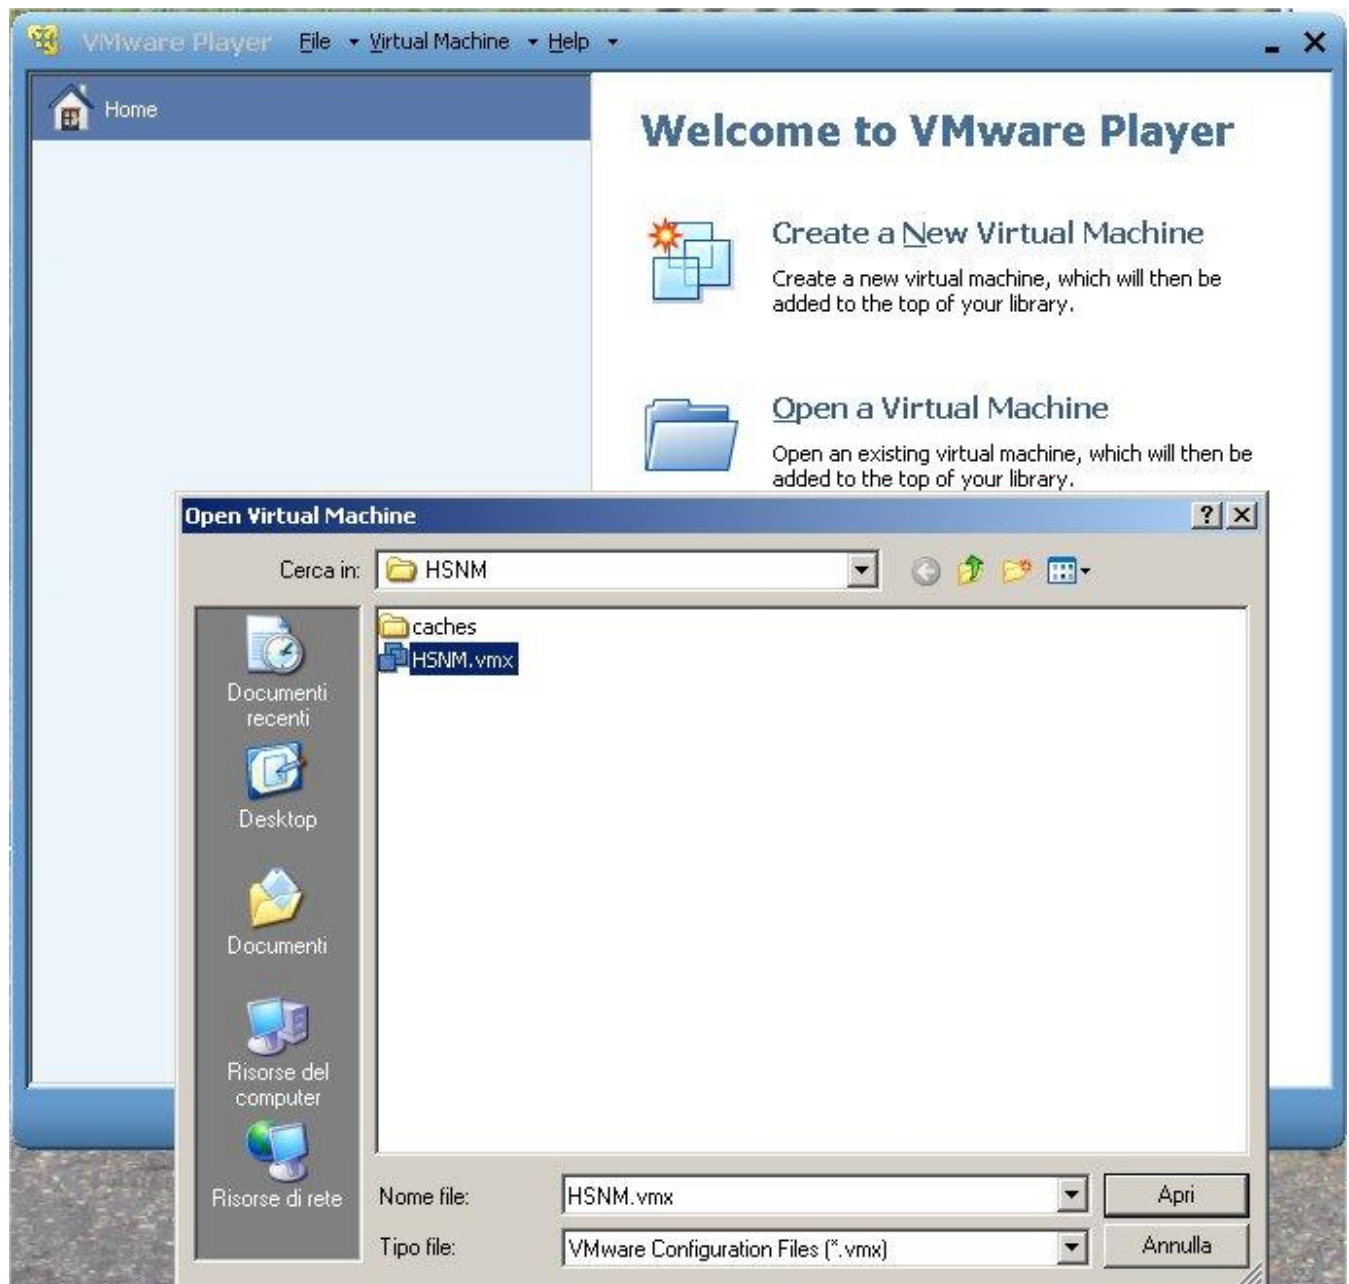 VMware Player File Virtual Machine Help
Home
Welcome to VMware Player
Create a New Virtual Machine
Create a new virtual machine, which will then be
added to the top of your library.
Open a Virtual Machine
Open an existing virtual machine, which will then be
added to the top of your library.
Open Virtual Machine
Cerca in: HSNM
caches
HSNM.vmx
Documenti
recenti
Desktop
Documenti
Risorse del
computer
Risorse di rete
Nome file: HSNM.vmx Apri
Tipo file: VMware Configuration Files (*.vmx) Annulla